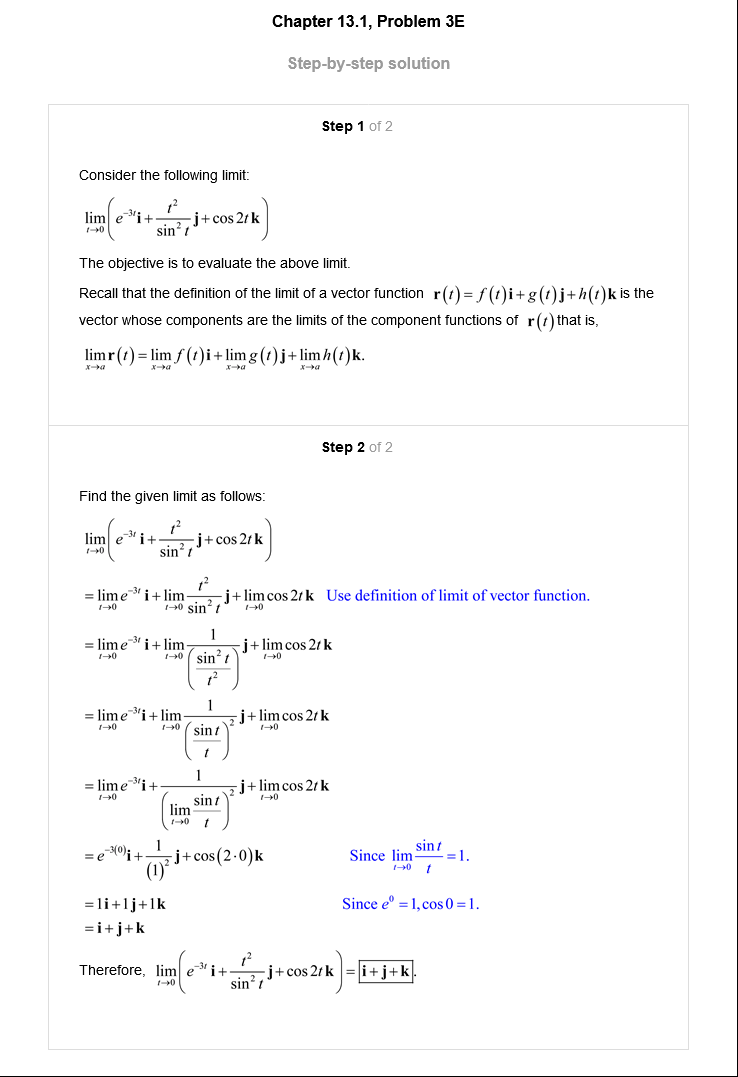 Chapter 13.1, Problem 3E
Step-by-step solution
Step 1 of 2
Consider the following limit:
\lim_{t \to 0} \left( e^{-3t} \mathbf{i} + \frac{t^2}{\sin^2 t} \mathbf{j} + \cos 2t \, \mathbf{k} \right)
The objective is to evaluate the above limit.
Recall that the definition of the limit of a vector function \mathbf{r}(t) = f(t)\mathbf{i} + g(t)\mathbf{j} + h(t)\mathbf{k} is the
vector whose components are the limits of the component functions of \mathbf{r}(t) that is,
\lim_{x \to a} \mathbf{r}(t) = \lim_{x \to a} f(t)\mathbf{i} + \lim_{x \to a} g(t)\mathbf{j} + \lim_{x \to a} h(t)\mathbf{k}.
Step 2 of 2
Find the given limit as follows:
\lim_{t \to 0} \left( e^{-3t} \mathbf{i} + \frac{t^2}{\sin^2 t} \mathbf{j} + \cos 2t \, \mathbf{k} \right)
= \lim_{t \to 0} e^{-3t} \mathbf{i} + \lim_{t \to 0} \frac{t^2}{\sin^2 t} \mathbf{j} + \lim_{t \to 0} \cos 2t \, \mathbf{k} Use definition of limit of vector function.
= \lim_{t \to 0} e^{-3t} \mathbf{i} + \lim_{t \to 0} \frac{1}{\left( \frac{\sin^2 t}{t^2} \right)} \mathbf{j} + \lim_{t \to 0} \cos 2t \, \mathbf{k}
= \lim_{t \to 0} e^{-3t} \mathbf{i} + \lim_{t \to 0} \frac{1}{\left( \frac{\sin t}{t} \right)^2} \mathbf{j} + \lim_{t \to 0} \cos 2t \, \mathbf{k}
= \lim_{t \to 0} e^{-3t} \mathbf{i} + \frac{1}{\left( \lim_{t \to 0} \frac{\sin t}{t} \right)^2} \mathbf{j} + \lim_{t \to 0} \cos 2t \, \mathbf{k}
= e^{-3(0)} \mathbf{i} + \frac{1}{(1)^2} \mathbf{j} + \cos(2 \cdot 0) \mathbf{k} Since \lim_{t \to 0} \frac{\sin t}{t} = 1.
= 1\mathbf{i} + 1\mathbf{j} + 1\mathbf{k} Since e^0 = 1, \cos 0 = 1.
= \mathbf{i} + \mathbf{j} + \mathbf{k}
Therefore, \lim_{t \to 0} \left( e^{-3t} \mathbf{i} + \frac{t^2}{\sin^2 t} \mathbf{j} + \cos 2t \, \mathbf{k} \right) = \boxed{\mathbf{i} + \mathbf{j} + \mathbf{k}}.